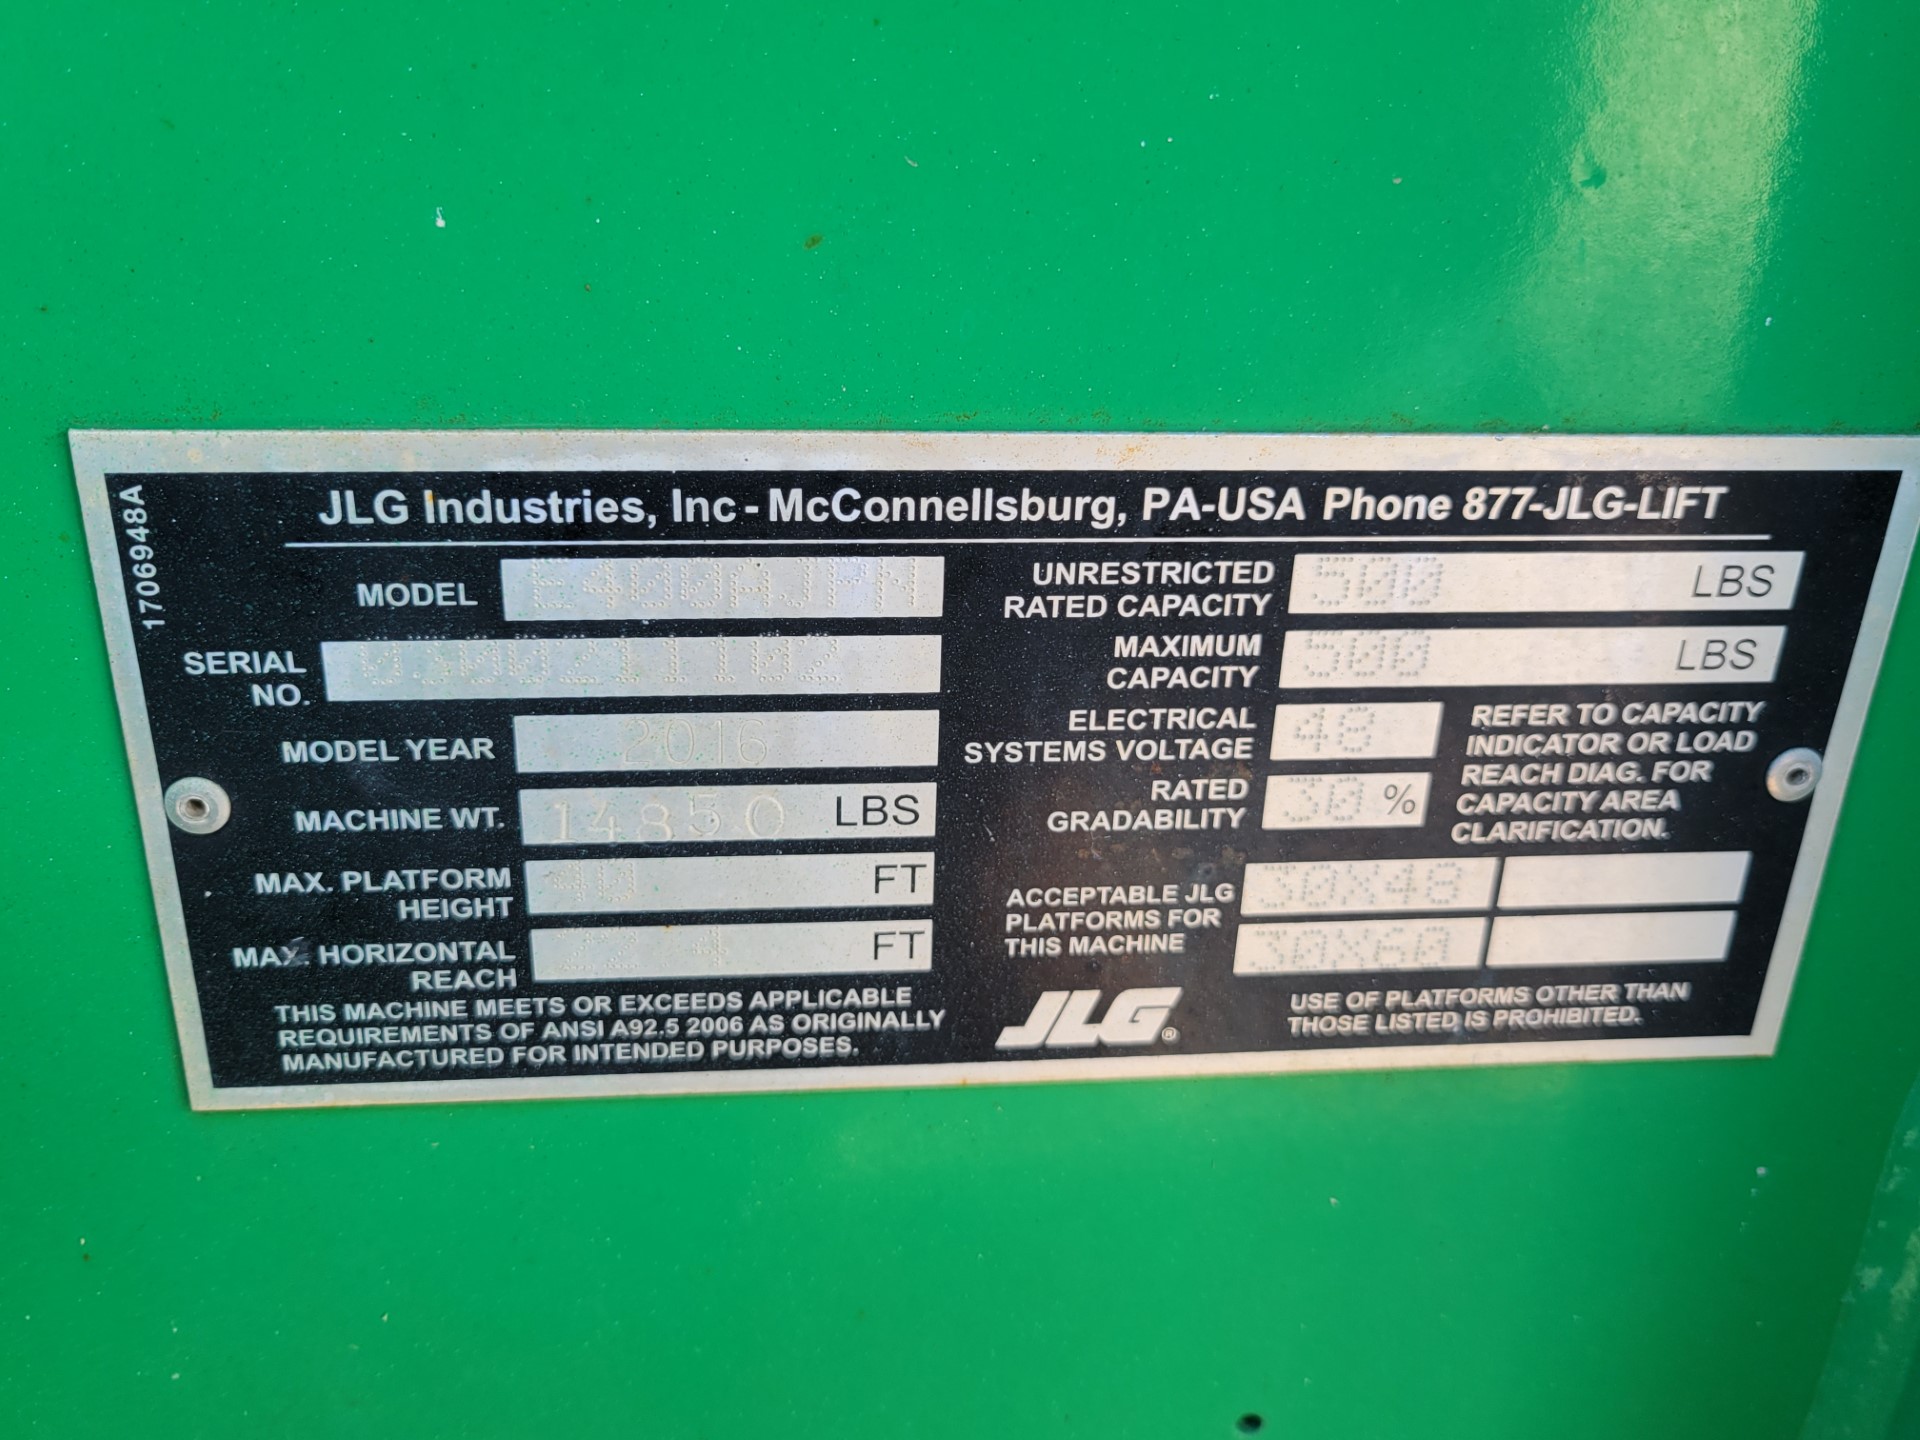 JLG Industries, Inc - McConnellsburg, PA-USA Phone 877-JLG-LIFT
1706948A
MODEL E400AJPN
SERIAL NO.
MODEL YEAR 2016
MACHINE WT. 14850 LBS
MAX. PLATFORM HEIGHT 40 FT
MAX. HORIZONTAL REACH FT
THIS MACHINE MEETS OR EXCEEDS APPLICABLE
REQUIREMENTS OF ANSI A92.5 2006 AS ORIGINALLY
MANUFACTURED FOR INTENDED PURPOSES.
UNRESTRICTED RATED CAPACITY 500 LBS
MAXIMUM CAPACITY 500 LBS
ELECTRICAL SYSTEMS VOLTAGE 48
RATED GRADABILITY 30 %
REFER TO CAPACITY
INDICATOR OR LOAD
REACH DIAG. FOR
CAPACITY AREA
CLARIFICATION.
ACCEPTABLE JLG
PLATFORMS FOR
THIS MACHINE
30X48
30X60
JLG®
USE OF PLATFORMS OTHER THAN
THOSE LISTED IS PROHIBITED.